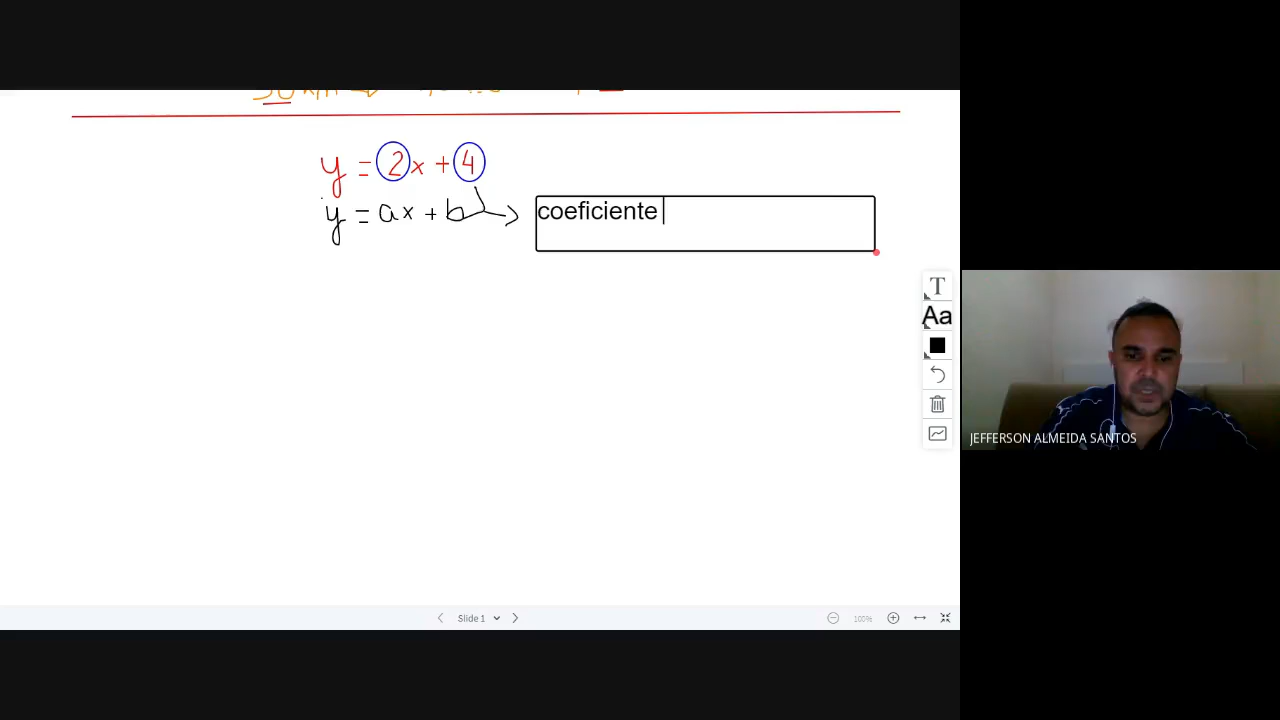 y = 2x + 4
y = ax + b
coeficiente
T
Aa
JEFFERSON ALMEIDA SANTOS
Slide 1
100%